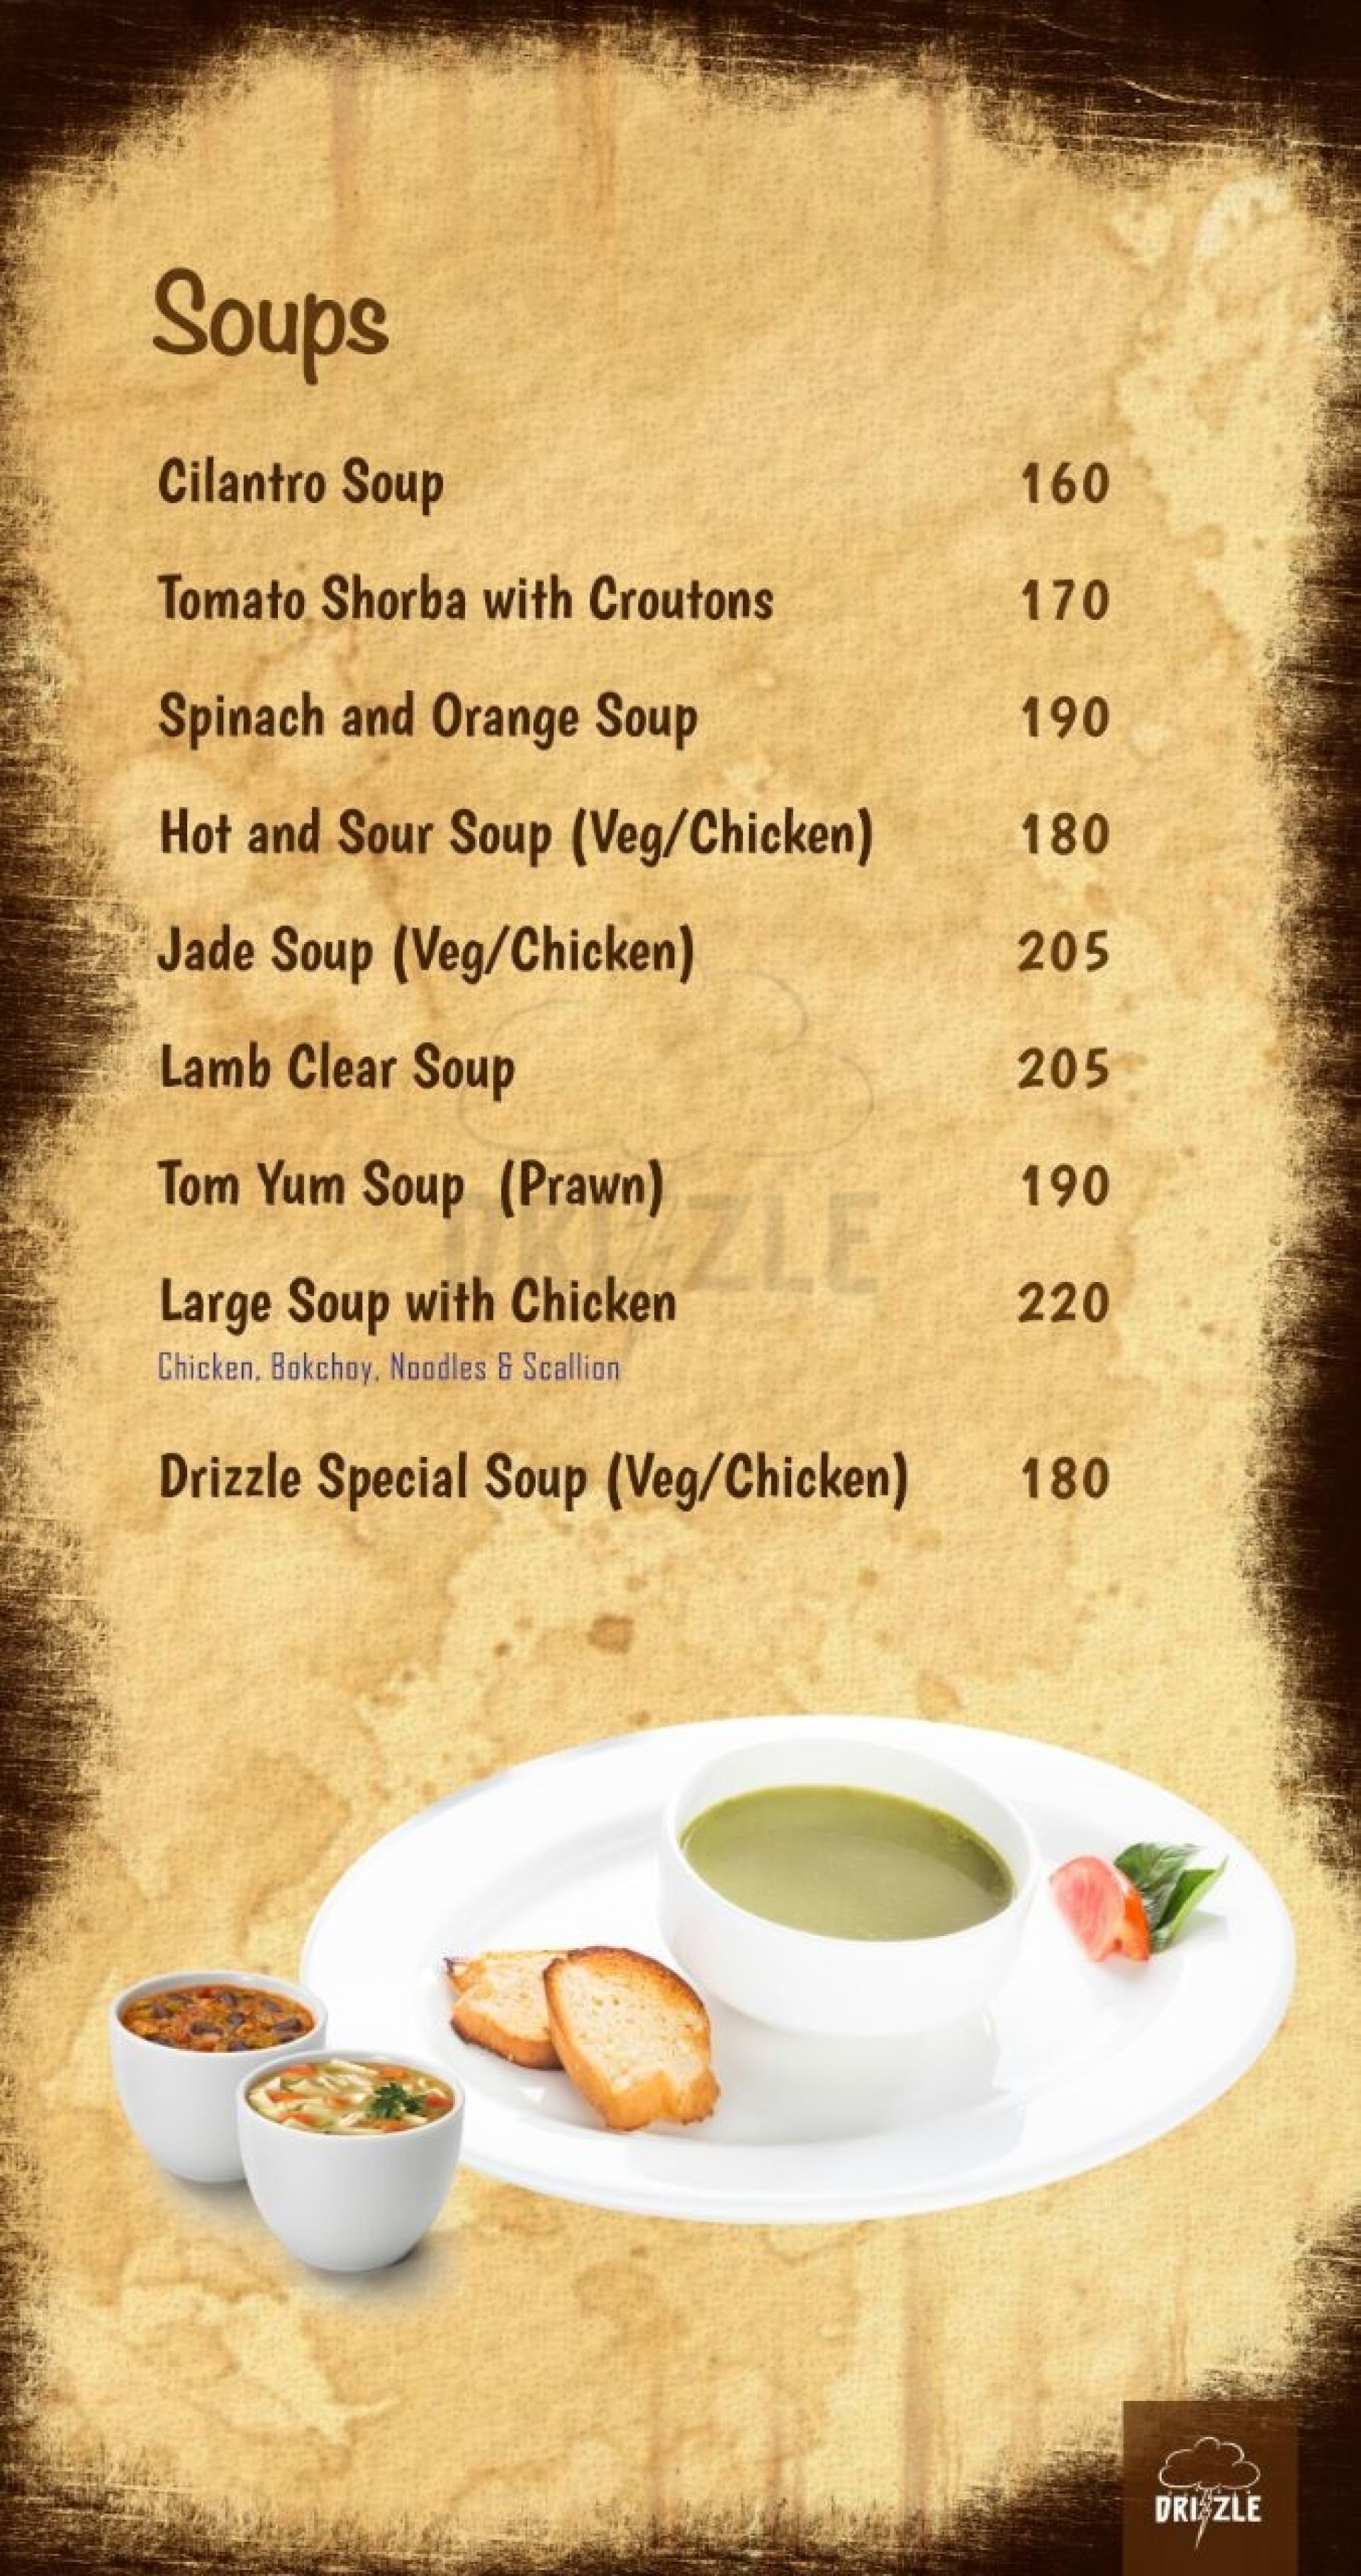 Soups
Cilantro Soup 160
Tomato Shorba with Croutons 170
Spinach and Orange Soup 190
Hot and Sour Soup (Veg/Chicken) 180
Jade Soup (Veg/Chicken) 205
Lamb Clear Soup 205
Tom Yum Soup (Prawn) 190
DRIZZLE
Large Soup with Chicken 220
Chicken, Bokchoy, Noodles & Scallion
Drizzle Special Soup (Veg/Chicken) 180
DRIZZLE